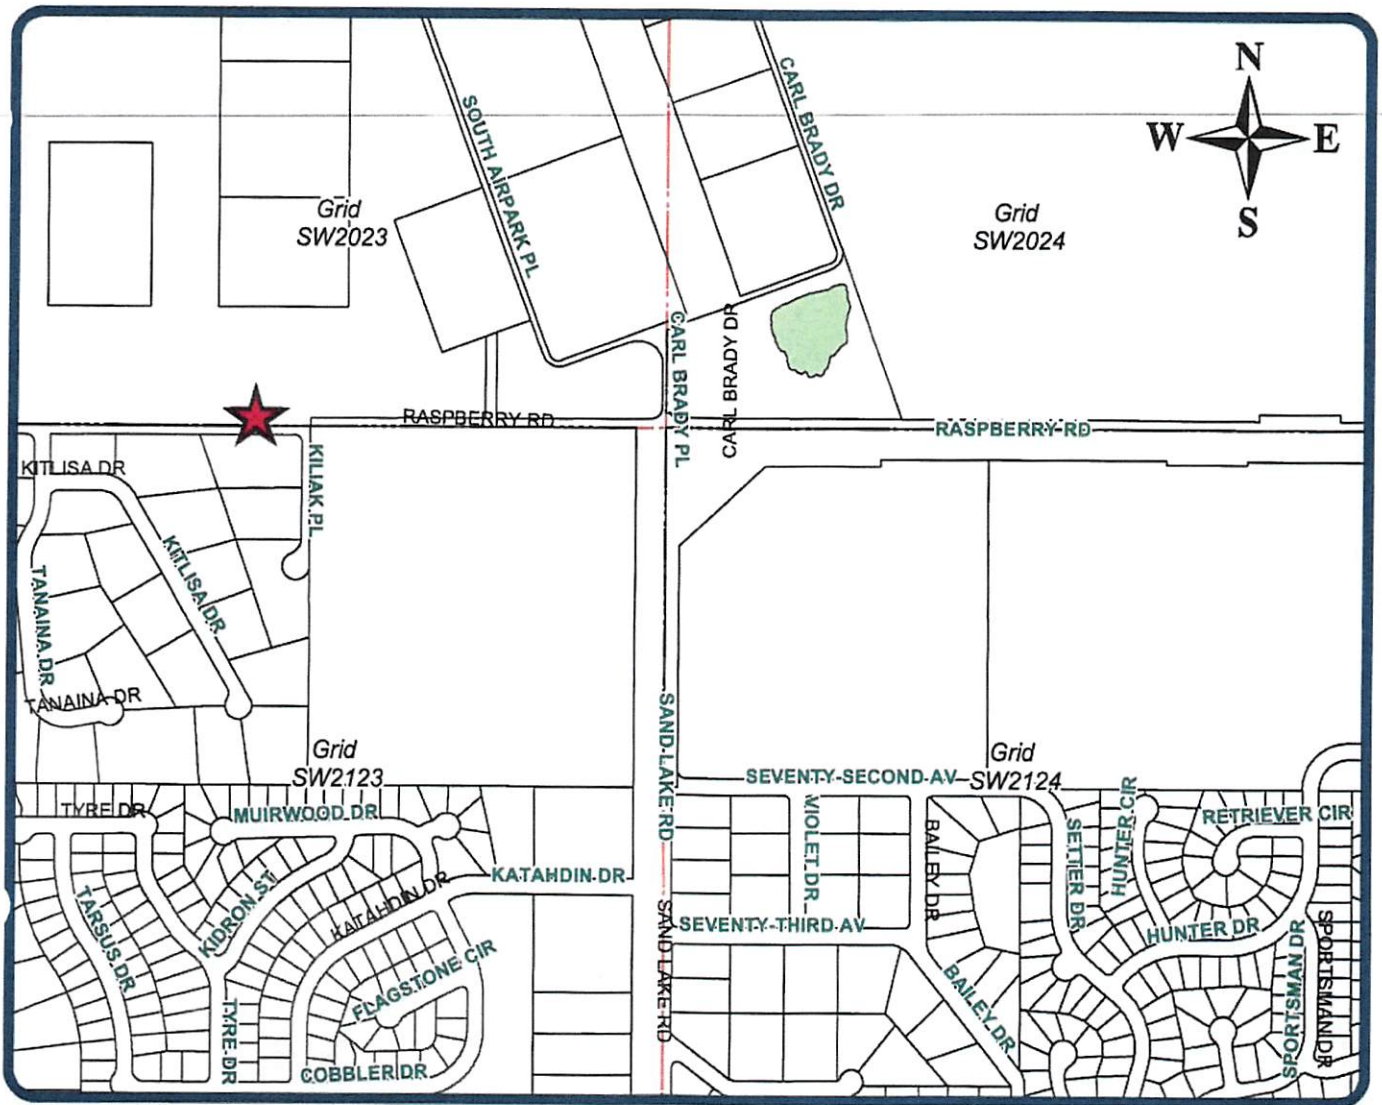 N
W
E
S
SOUTH AIRPARK PL
CARL BRADY DR
Grid
SW2023
Grid
SW2024
CARL BRADY PL
CARL BRADY DR
RASPBERRY RD
RASPBERRY RD
KITLISA DR
KILIAK PL
KITLISA DR
TANAINA DR
TANAINA DR
SAND LAKE RD
Grid
SW2123
Grid
SW2124
SEVENTY-SECOND AV
TYRE DR
MUIRWOOD DR
VIOLET DR
BAILEY DR
SETTER DR
HUNTER CIR
RETRIEVER CIR
KATAHDIN DR
KATAHDIN DR
KIDRON ST
TARSUS DR
SAND LAKE RD
SEVENTY-THIRD AV
HUNTER DR
SPORTSMAN DR
SPORTSMAN DR
FLAGSTONE CIR
BAILEY DR
TYRE DR
COBBLER DR